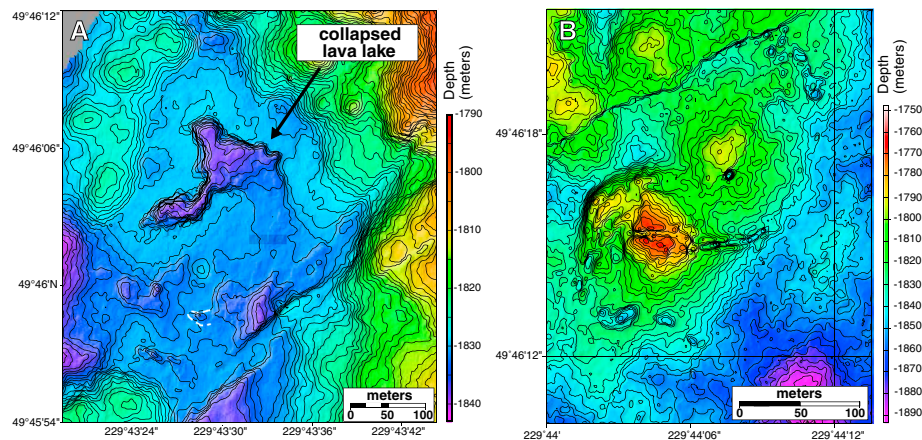 A
49°46'12"
49°46'06"
49°46'N
49°45'54"
229°43'24"
229°43'30"
229°43'36"
229°43'42"
collapsed
lava lake
meters
0 50 100
Depth
(meters)
-1790
-1800
-1810
-1820
-1830
-1840
B
49°46'18"
49°46'12"
229°44'
229°44'06"
229°44'12"
meters
0 50 100
Depth
(meters)
-1750
-1760
-1770
-1780
-1790
-1800
-1810
-1820
-1830
-1840
-1850
-1860
-1870
-1880
-1890